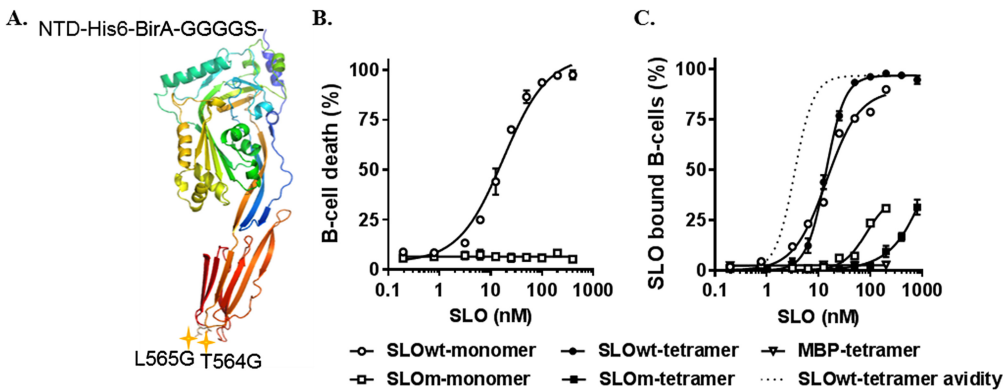 A.
NTD-His6-BirA-GGGGS-
L565G T564G
B.
B-cell death (%)
100
75
50
25
0
0.1 1 10 100 1000
SLO (nM)
C.
SLO bound B-cells (%)
100
75
50
25
0
0.1 1 10 100 1000
SLO (nM)
SLOwt-monomer SLOwt-tetramer MBP-tetramer
SLOm-monomer SLOm-tetramer SLOwt-tetramer avidity